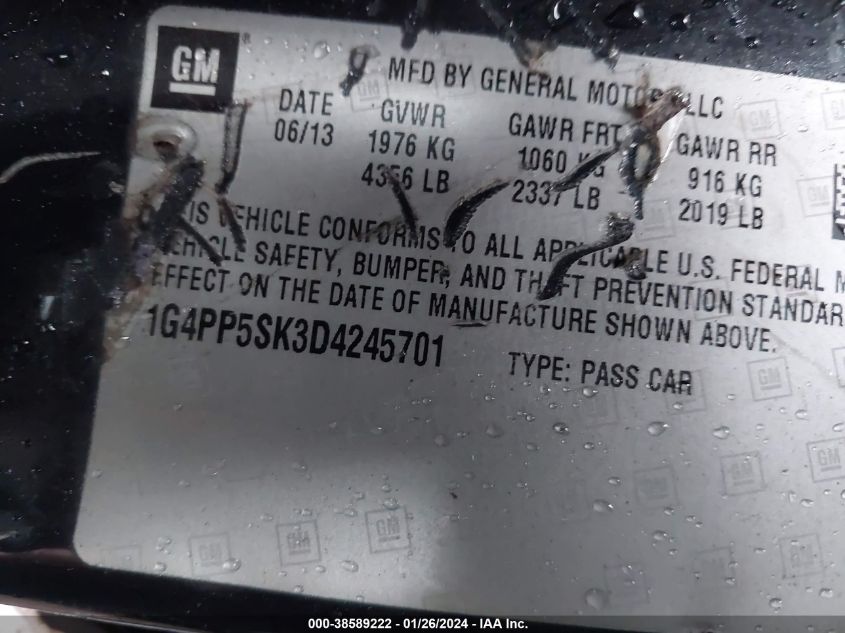 GM
MFD BY GENERAL MOTORS LLC
DATE GVWR GAWR FRT GAWR RR
06/13 1976 KG 1060 KG 916 KG
4356 LB 2337 LB 2019 LB
THIS VEHICLE CONFORMS TO ALL APPLICABLE U.S. FEDERAL M
VEHICLE SAFETY, BUMPER, AND THEFT PREVENTION STANDAR
EFFECT ON THE DATE OF MANUFACTURE SHOWN ABOVE.
1G4PP5SK3D4245701 TYPE: PASS CAR
000-38589222 - 01/26/2024 - IAA Inc.